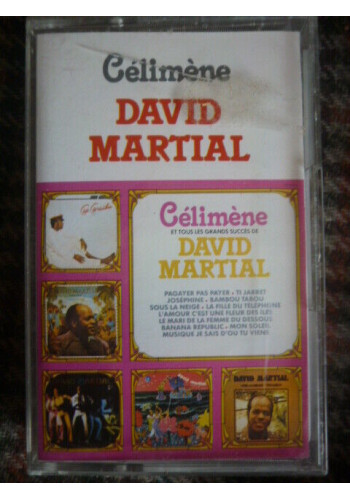 Célimène
DAVID
MARTIAL
Célimène
ET TOUS LES GRANDS SUCCÈS DE
DAVID
MARTIAL
PAGAYER PAS PAYER - TI JARRET
JOSÉPHINE - BAMBOU TABOU
SOUS LA NEIGE - LA FILLE DU TÉLÉPHONE
L'AMOUR C'EST UNE FLEUR DES ILES
LE MARI DE LA FEMME DU DESSOUS
BANANA REPUBLIC - MON SOLEIL
MUSIQUE JE SAIS D'OU TU VIENS
DAVID MARTIAL